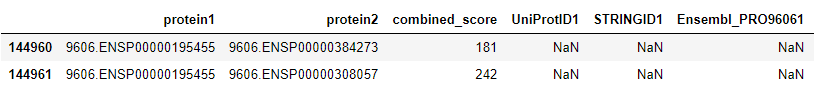 protein1 protein2 combined_score UniProtID1 STRINGID1 Ensembl_PRO96061
144960 9606.ENSP00000195455 9606.ENSP00000384273 181 NaN NaN NaN
144961 9606.ENSP00000195455 9606.ENSP00000308057 242 NaN NaN NaN